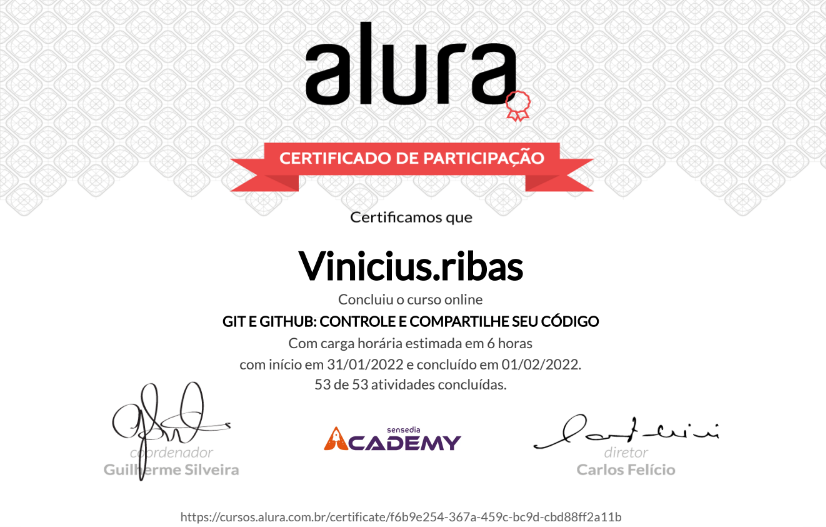 alura
CERTIFICADO DE PARTICIPAÇÃO
Certificamos que
Vinicius.ribas
Concluiu o curso online
GIT E GITHUB: CONTROLE E COMPARTILHE SEU CÓDIGO
Com carga horária estimada em 6 horas
com início em 31/01/2022 e concluído em 01/02/2022.
53 de 53 atividades concluídas.
coordenador
Guilherme Silveira
sensedia
ACADEMY
diretor
Carlos Felício
https://cursos.alura.com.br/certificate/f6b9e254-367a-459c-bc9d-cbd88ff2a11b